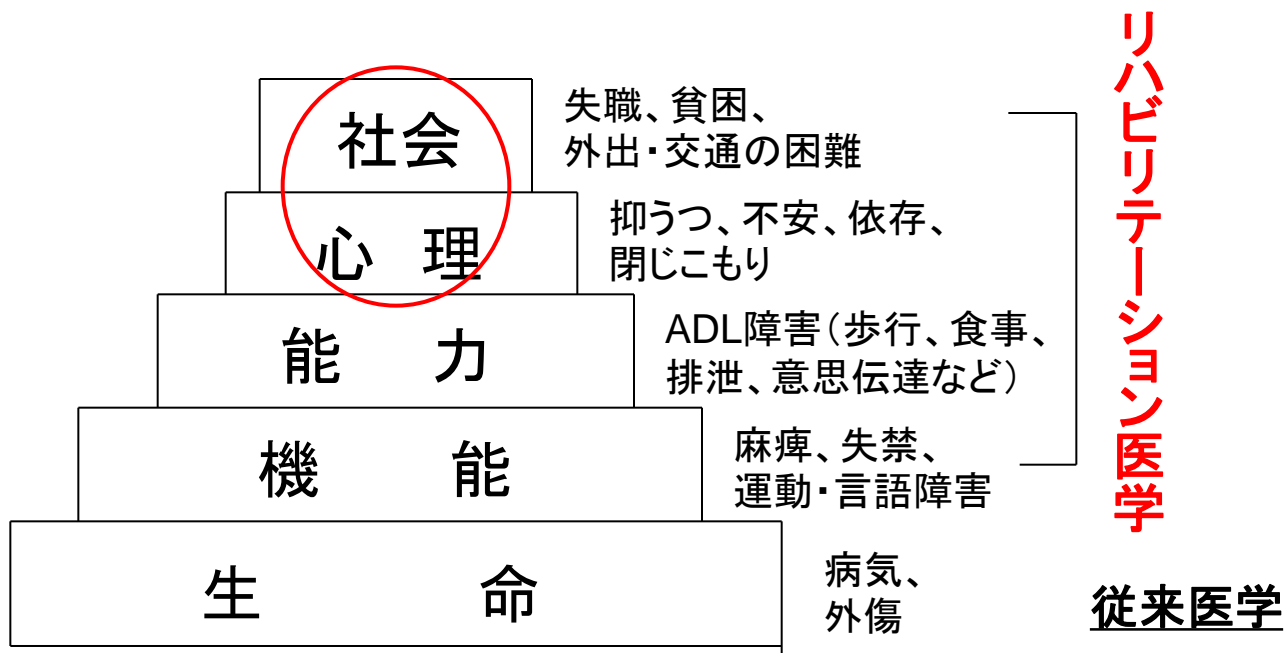 社会
失職、貧困、
外出・交通の困難
心 理
抑うつ、不安、依存、
閉じこもり
能 力
ADL障害（歩行、食事、
排泄、意思伝達など）
機 能
麻痺、失禁、
運動・言語障害
生 命
病気、
外傷
リハビリテーション医学
従来医学